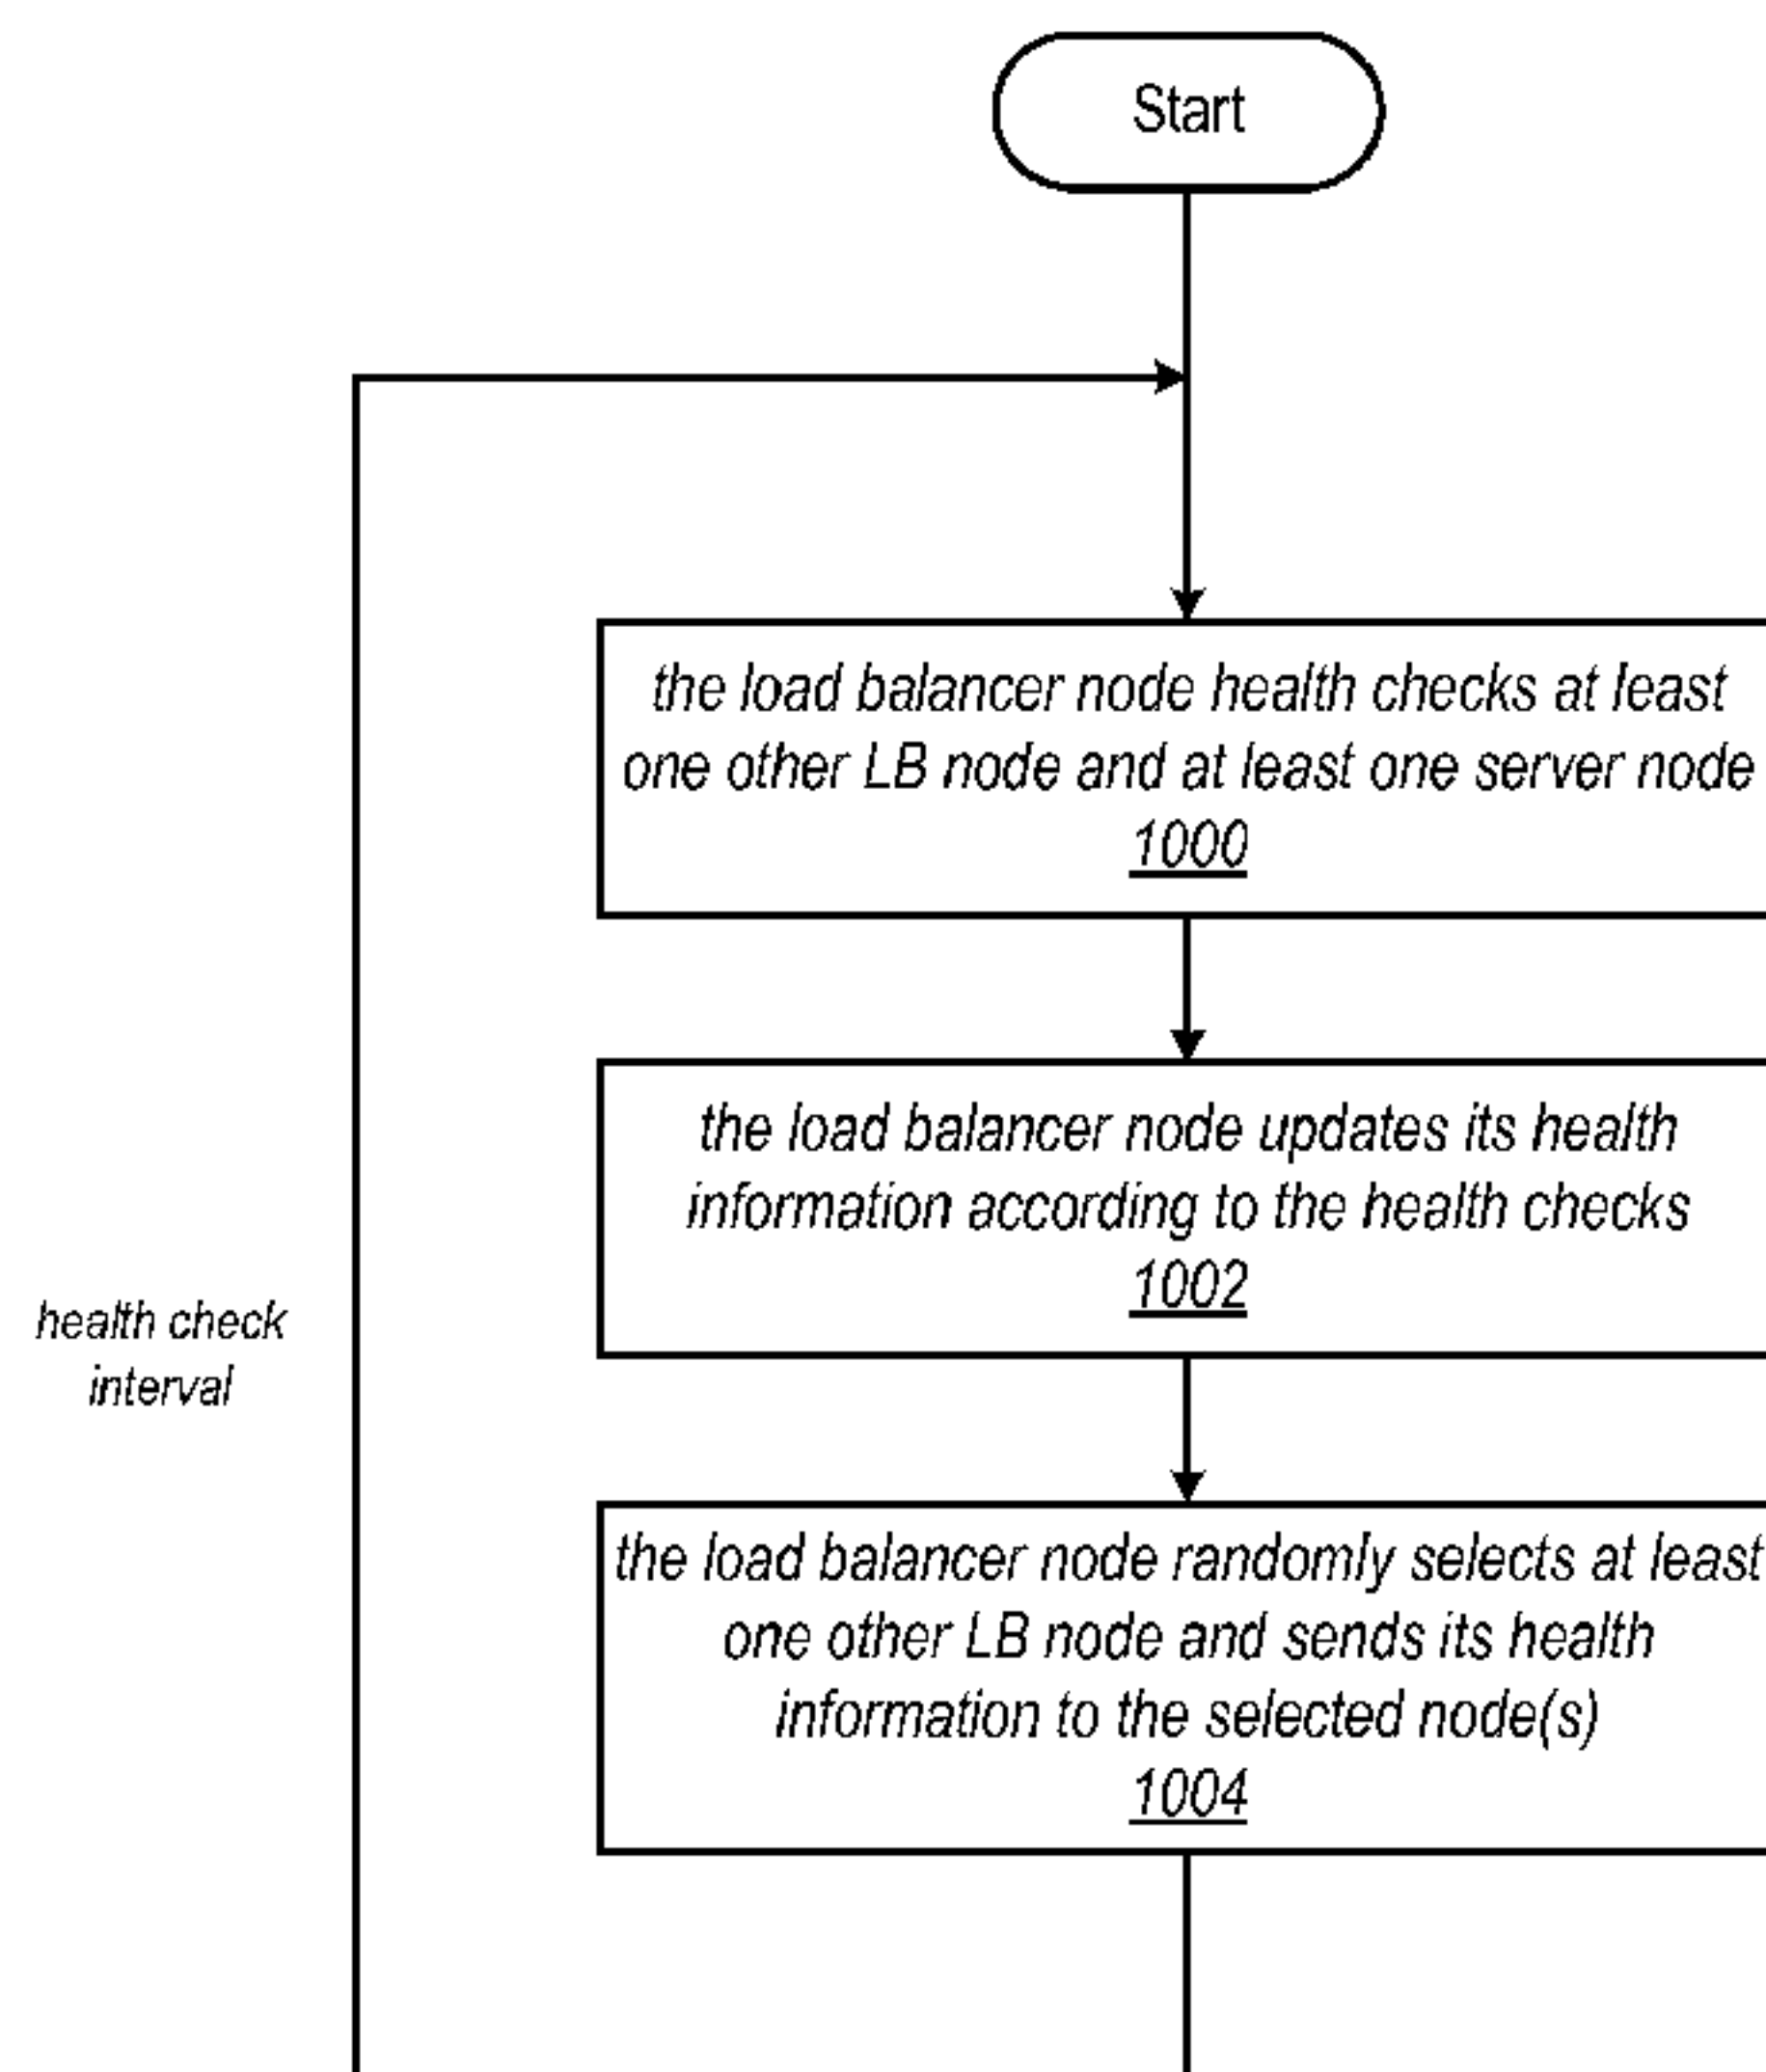 Start
the load balancer node health checks at least
one other LB node and at least one server node
1000
the load balancer node updates its health
information according to the health checks
1002
health check
interval
the load balancer node randomly selects at least
one other LB node and sends its health
information to the selected node(s)
1004